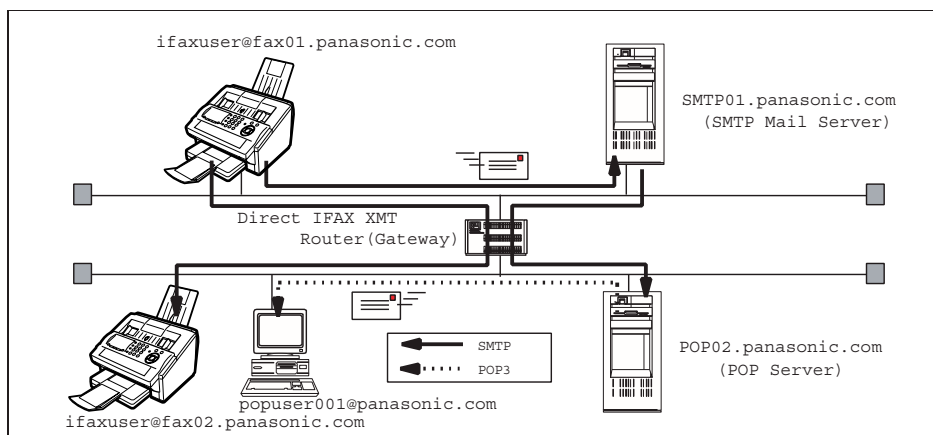 ifaxuser@fax01.panasonic.com
SMTP01.panasonic.com
(SMTP Mail Server)
Direct IFAX XMT
Router(Gateway)
SMTP
POP3
POP02.panasonic.com
(POP Server)
popuser001@panasonic.com
ifaxuser@fax02.panasonic.com